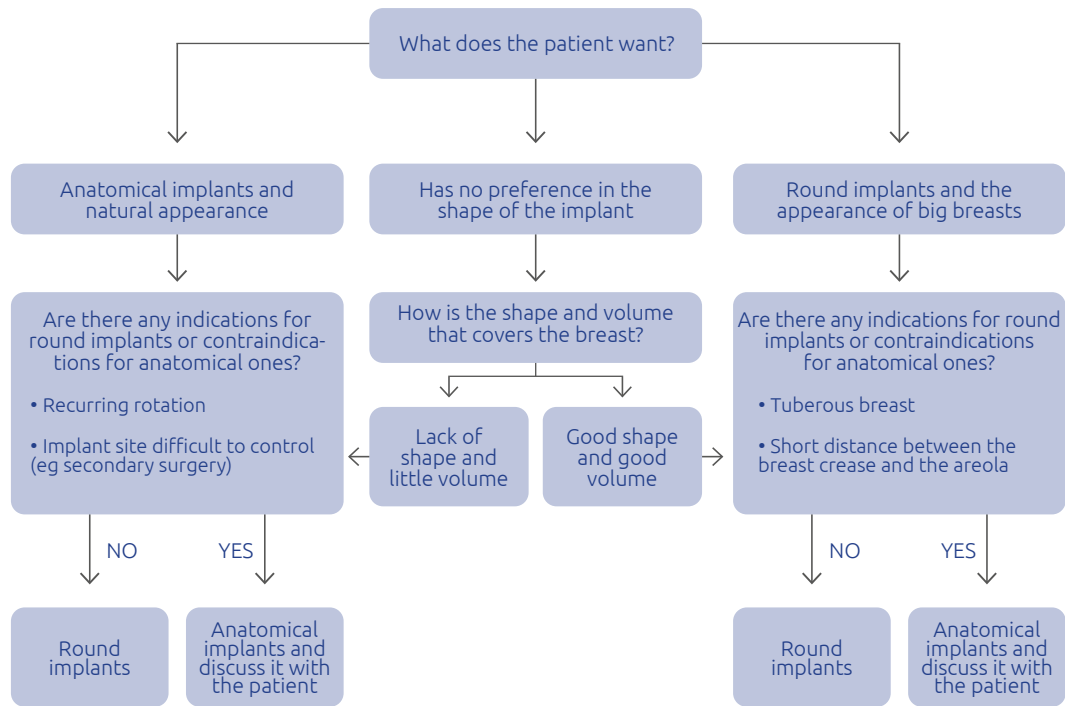 What does the patient want?
Anatomical implants and
natural appearance
Has no preference in the
shape of the implant
Round implants and the
appearance of big breasts
Are there any indications for
round implants or contraindica-
tions for anatomical ones?
• Recurring rotation
• Implant site difficult to control
(eg secondary surgery)
How is the shape and volume
that covers the breast?
Lack of
shape and
little volume
Good shape
and good
volume
Are there any indications for round
implants or contraindications
for anatomical ones?
• Tuberous breast
• Short distance between the
breast crease and the areola
NO
YES
NO
YES
Round
implants
Anatomical
implants and
discuss it with
the patient
Round
implants
Anatomical
implants and
discuss it with
the patient